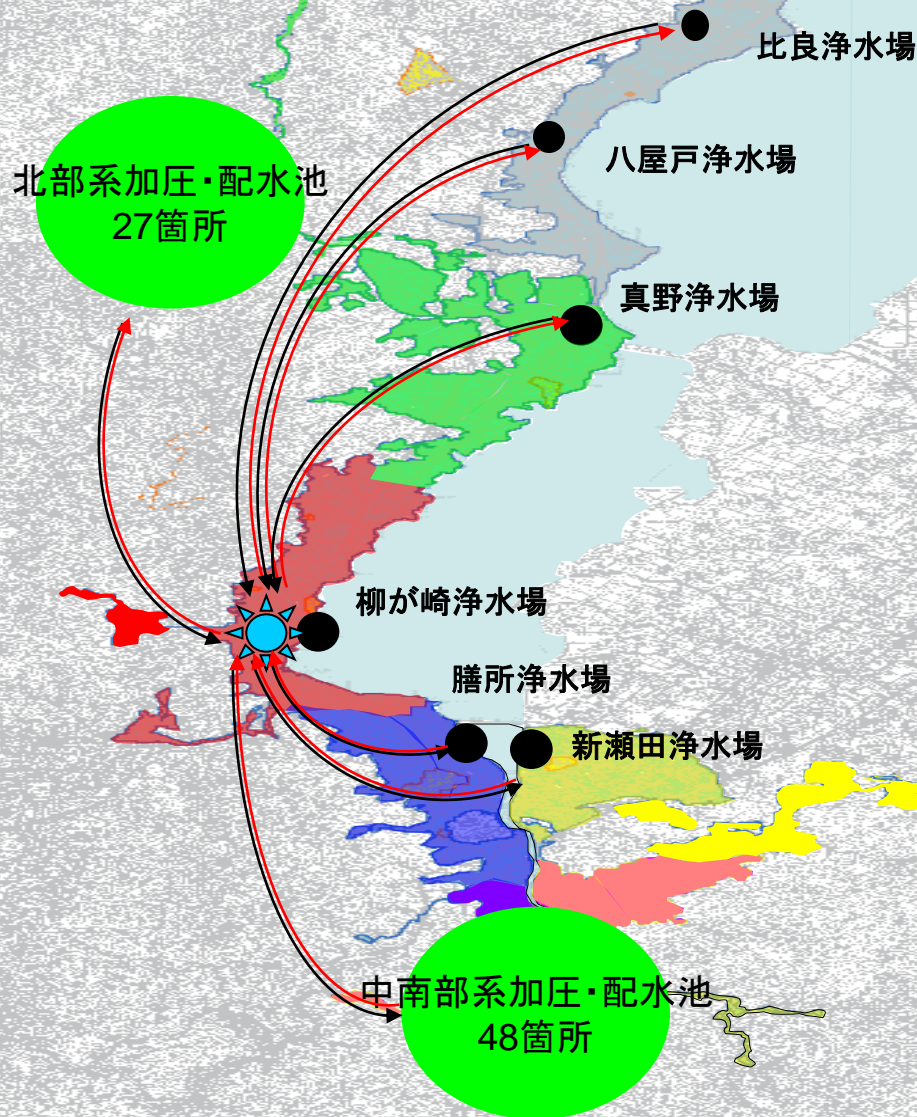 比良浄水場
八屋戸浄水場
北部系加圧・配水池
27箇所
真野浄水場
柳が崎浄水場
膳所浄水場
新瀬田浄水場
中南部系加圧・配水池
48箇所